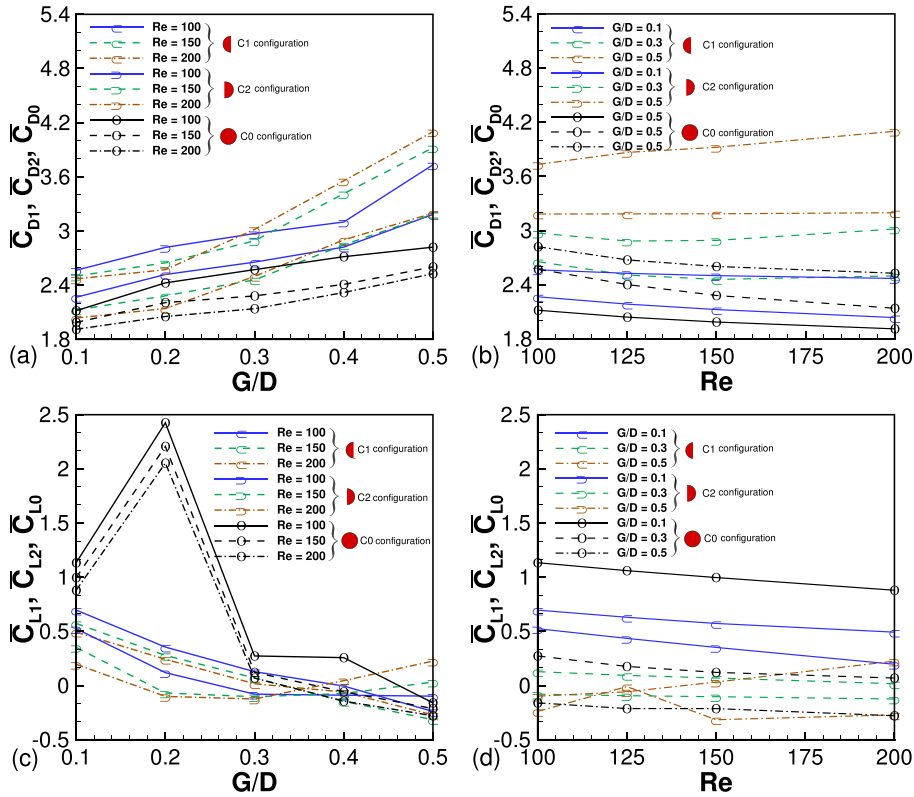 5.4
4.8
4.2
3.6
3
2.4
1.8
C̅D1, C̅D2, C̅D0
Re = 100
Re = 150
Re = 200
C1 configuration
Re = 100
Re = 150
Re = 200
C2 configuration
Re = 100
Re = 150
Re = 200
C0 configuration
0.1 0.2 0.3 0.4 0.5
(a)
G/D
5.4
4.8
4.2
3.6
3
2.4
1.8
C̅D1, C̅D2, C̅D0
G/D = 0.1
G/D = 0.3
G/D = 0.5
C1 configuration
G/D = 0.1
G/D = 0.3
G/D = 0.5
C2 configuration
G/D = 0.5
G/D = 0.5
G/D = 0.5
C0 configuration
100 125 150 175 200
(b)
Re
2.5
2
1.5
1
0.5
0
-0.5
C̅L1, C̅L2, C̅L0
Re = 100
Re = 150
Re = 200
C1 configuration
Re = 100
Re = 150
Re = 200
C2 configuration
Re = 100
Re = 150
Re = 200
C0 configuration
0.1 0.2 0.3 0.4 0.5
(c)
G/D
2.5
2
1.5
1
0.5
0
-0.5
C̅L1, C̅L2, C̅L0
G/D = 0.1
G/D = 0.3
G/D = 0.5
C1 configuration
G/D = 0.1
G/D = 0.3
G/D = 0.5
C2 configuration
G/D = 0.1
G/D = 0.3
G/D = 0.5
C0 configuration
100 125 150 175 200
(d)
Re